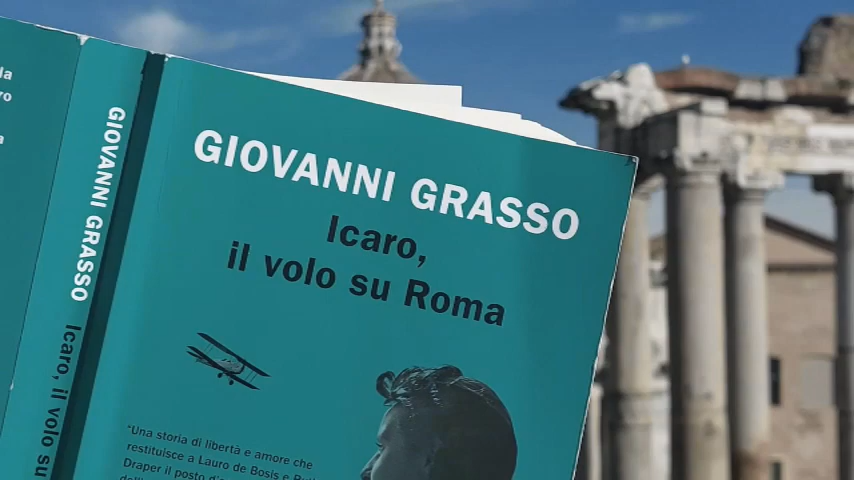 GIOVANNI GRASSO
Icaro,
il volo su Roma
"Una storia di libertà e amore che
restituisce a Lauro de Bosis e
Draper il posto
GIOVANNI GRASSO
Icaro, il volo su